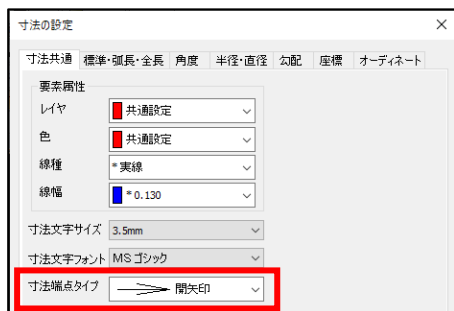 寸法の設定
寸法共通 標準・弧長・全長 角度 半径・直径 勾配 座標 オーディネート
要素属性
レイヤ 共通設定
色 共通設定
線種 *実線
線幅 *0.130
寸法文字サイズ 3.5mm
寸法文字フォント MS ゴシック
寸法端点タイプ 開矢印